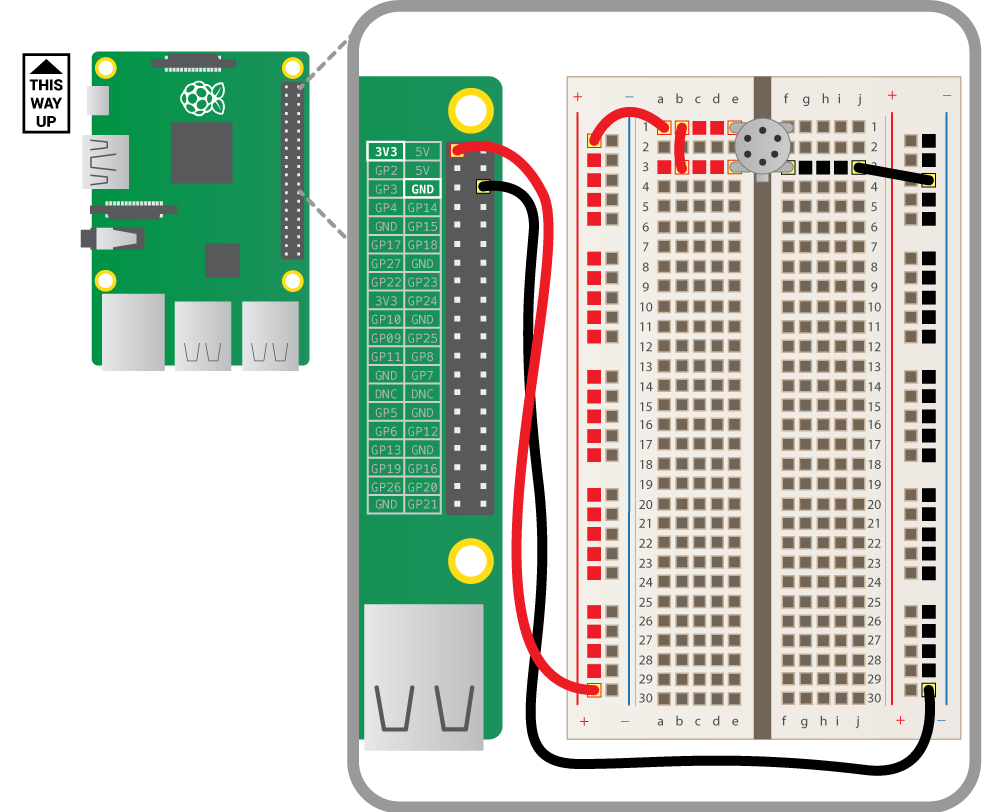 THIS
WAY
UP
3V3 5V
GP2 5V
GP3 GND
GP4 GP14
GND GP15
GP17 GP18
GP27 GND
GP22 GP23
3V3 GP24
GP10 GND
GP09 GP25
GP11 GP8
GND GP7
DNC DNC
GP5 GND
GP6 GP12
GP13 GND
GP19 GP16
GP26 GP20
GND GP21
+ − a b c d e f g h i j + −
1 1
2 2
3 3
4 4
5 5
6 6
7 7
8 8
9 9
10 10
11 11
12 12
13 13
14 14
15 15
16 16
17 17
18 18
19 19
20 20
21 21
22 22
23 23
24 24
25 25
26 26
27 27
28 28
29 29
30 30
+ − a b c d e f g h i j + −